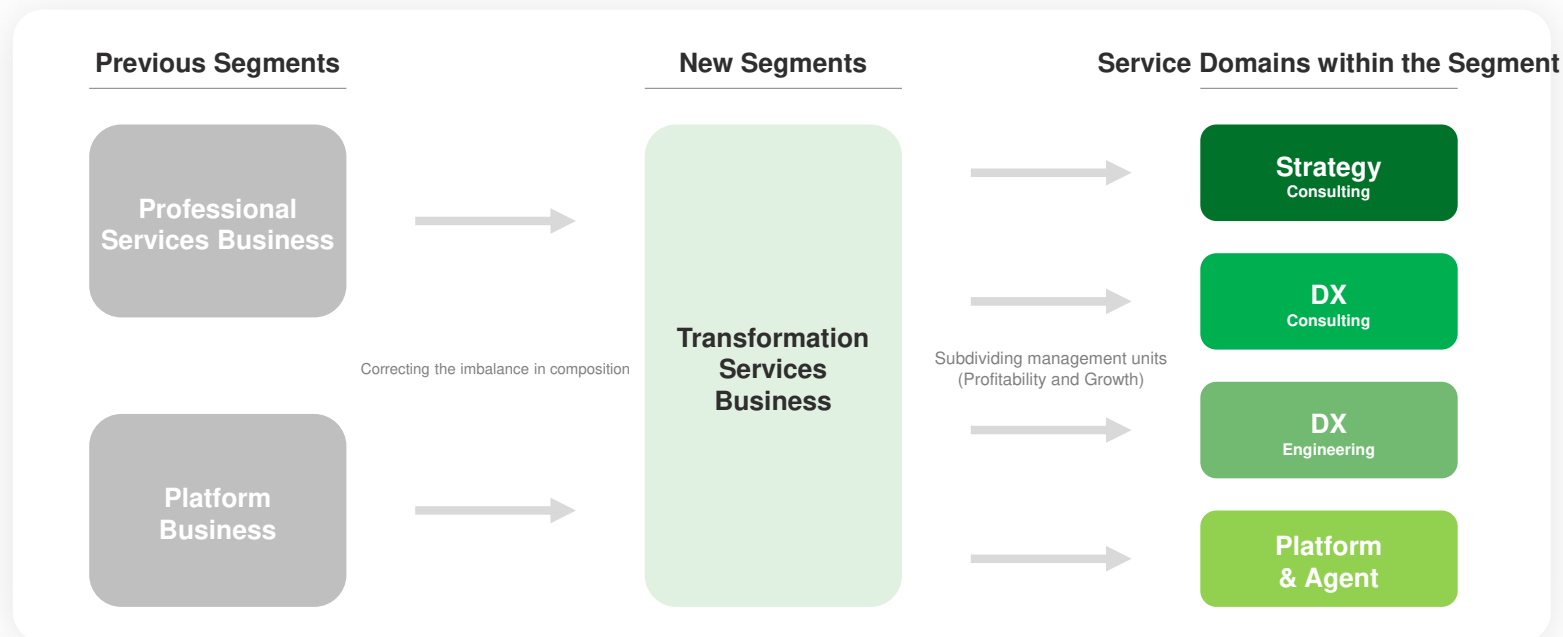 Previous Segments
New Segments
Service Domains within the Segment
Professional
Services Business
Platform
Business
Correcting the imbalance in composition
Transformation
Services
Business
Subdividing management units
(Profitability and Growth)
Strategy
Consulting
DX
Consulting
DX
Engineering
Platform
& Agent